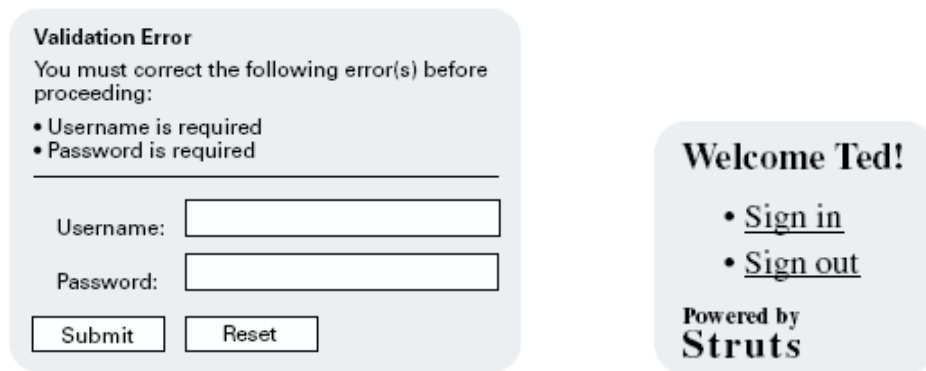 Validation Error
You must correct the following error(s) before
proceeding:
• Username is required
• Password is required
Username:
Password:
Submit
Reset
Welcome Ted!
• Sign in
• Sign out
Powered by
Struts